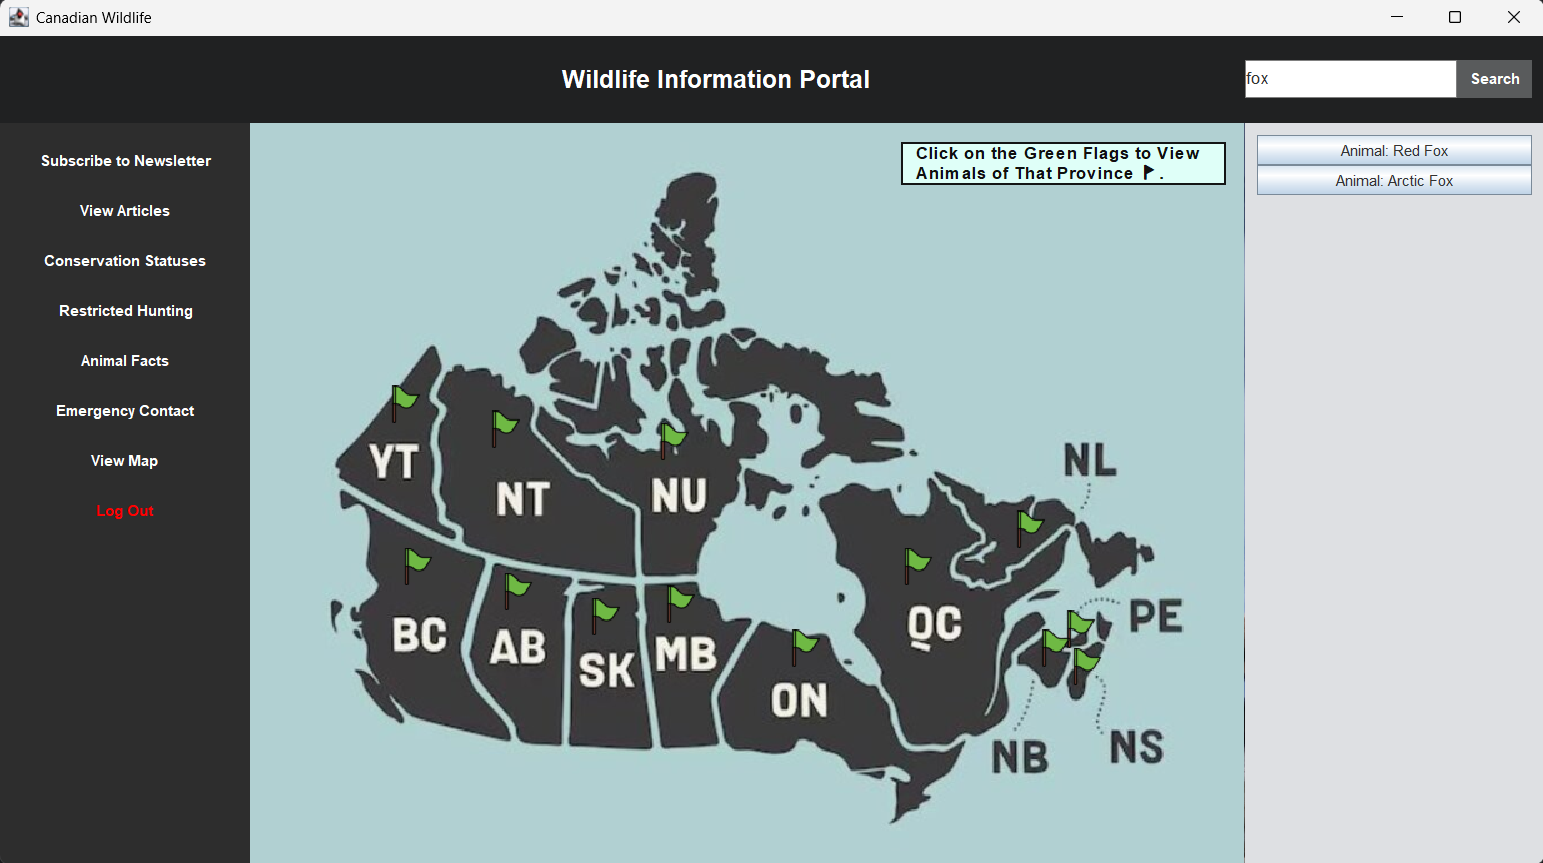 Canadian Wildlife
Wildlife Information Portal
fox
Search
Subscribe to Newsletter
View Articles
Conservation Statuses
Restricted Hunting
Animal Facts
Emergency Contact
View Map
Log Out
Click on the Green Flags to View
Animals of That Province .
YT
NT
NU
NL
BC
AB
SK
MB
ON
QC
PE
NB
NS
Animal: Red Fox
Animal: Arctic Fox